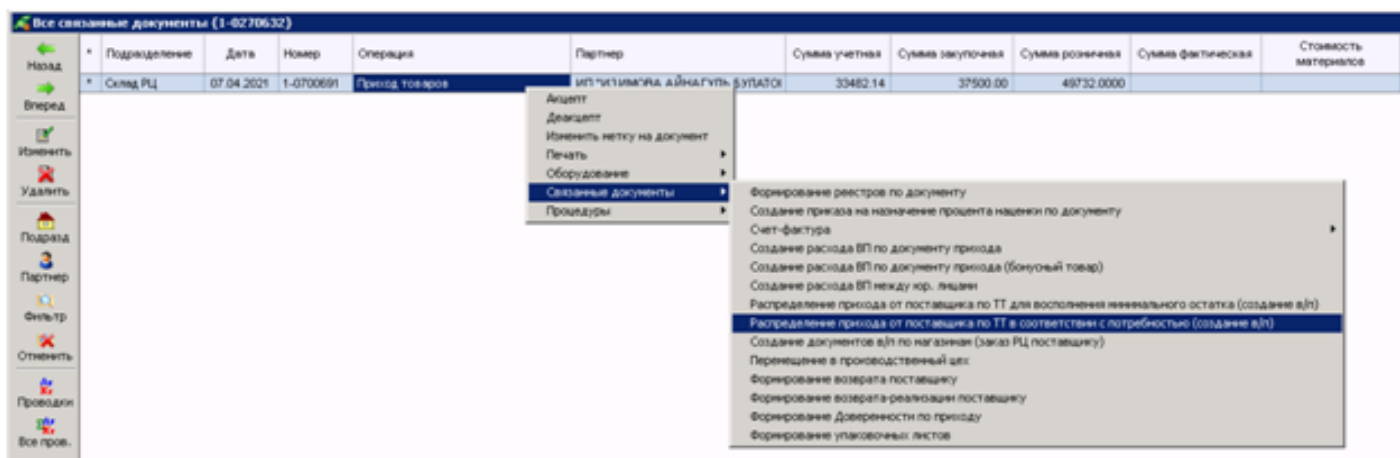 Все связанные документы (1-0270632)
Назад
Вперед
Изменить
Удалить
Подразд
Партнер
Фильтр
Отменить
Проводки
Все пров.
* Подразделение Дата Номер Операция Партнер Сумма учетная Сумма закупочная Сумма розничная Сумма фактическая Стоимость материалов
* Склад РЦ 07.04.2021 1-0700691 Приход товаров ИП АЙНАГУЛЬ 33482.14 37500.00 49732.0000
Акцепт
Деакцепт
Изменить метку на документ
Печать
Оборудование
Связанные документы
Процедуры
Формирование реестров по документу
Создание приказа на назначение процента наценки по документу
Счет-фактура
Создание расхода ВП по документу прихода
Создание расхода ВП по документу прихода (бонусный товар)
Создание расхода ВП между юр. лицами
Распределение прихода от поставщика по ТТ для восполнения минимального остатка (создание в/п)
Распределение прихода от поставщика по ТТ в соответствии с потребностью (создание в/п)
Создание документов в/п по магазинам (заказ РЦ поставщику)
Перемещение в производственный цех
Формирование возврата поставщику
Формирование возврата-реализации поставщику
Формирование Доверенности по приходу
Формирование упаковочных листов